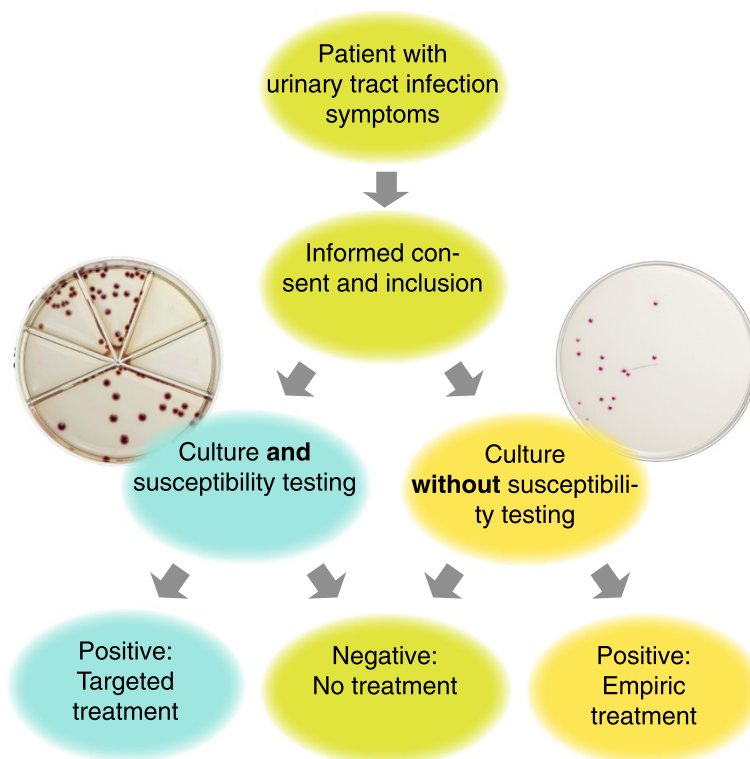 Patient with
urinary tract infection
symptoms
Informed con-
sent and inclusion
Culture and
susceptibility testing
Culture
without susceptibili-
ty testing
Positive:
Targeted
treatment
Negative:
No treatment
Positive:
Empiric
treatment